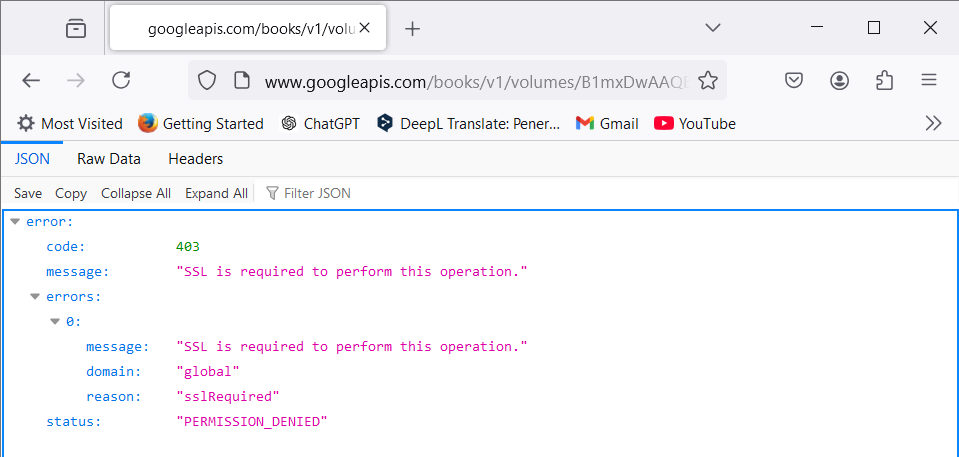 googleapis.com/books/v1/volu
www.googleapis.com/books/v1/volumes/B1mxDwAAQ
Most Visited Getting Started ChatGPT DeepL Translate: Pener... Gmail YouTube
JSON Raw Data Headers
Save Copy Collapse All Expand All Filter JSON
error:
code: 403
message: "SSL is required to perform this operation."
errors:
0:
message: "SSL is required to perform this operation."
domain: "global"
reason: "sslRequired"
status: "PERMISSION_DENIED"